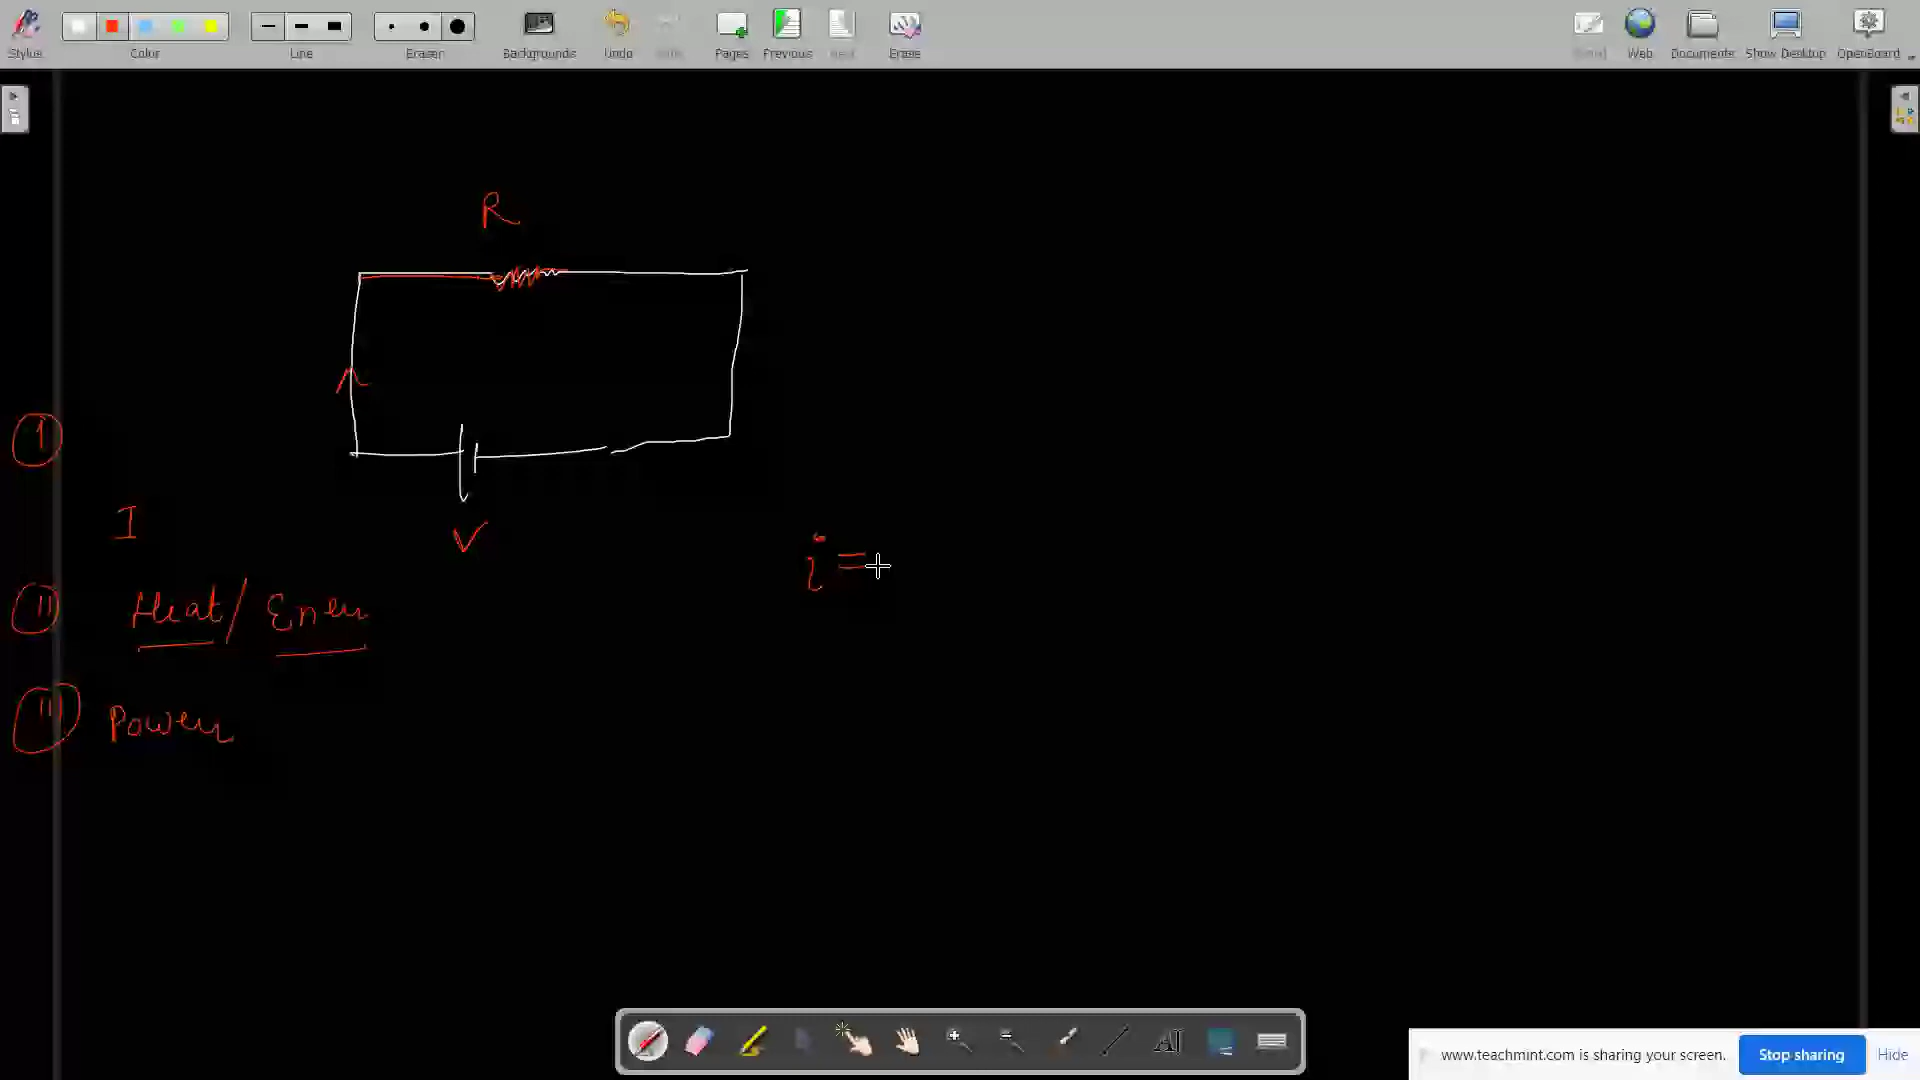 Stylus
Color
Line
Eraser
Backgrounds
Undo
Pages
Previous
Erase
Web
Documents
Show Desktop
OpenBoard
R
I
I
V
i =
II
Heat / Ener
Power
www.teachmint.com is sharing your screen.
Stop sharing
Hide